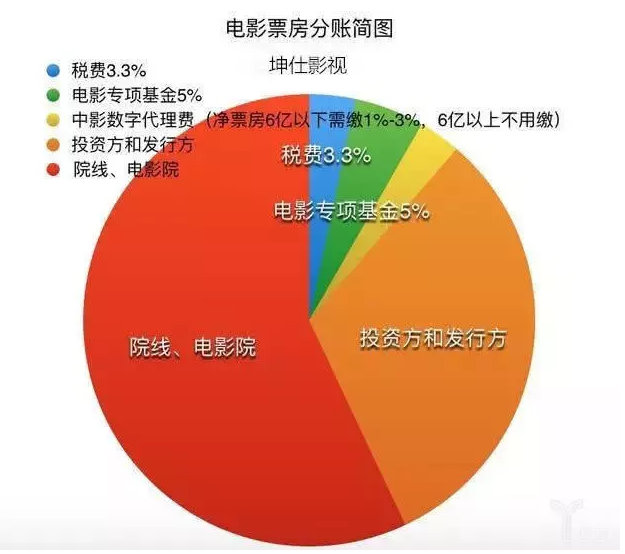 电影票房分账简图
坤仕影视
税费3.3%
电影专项基金5%
中影数字代理费（净票房6亿以下需缴1%-3%，6亿以上不用缴）
投资方和发行方
院线、电影院
税费3.3%
电影专项基金5%
投资方和发行方
院线、电影院